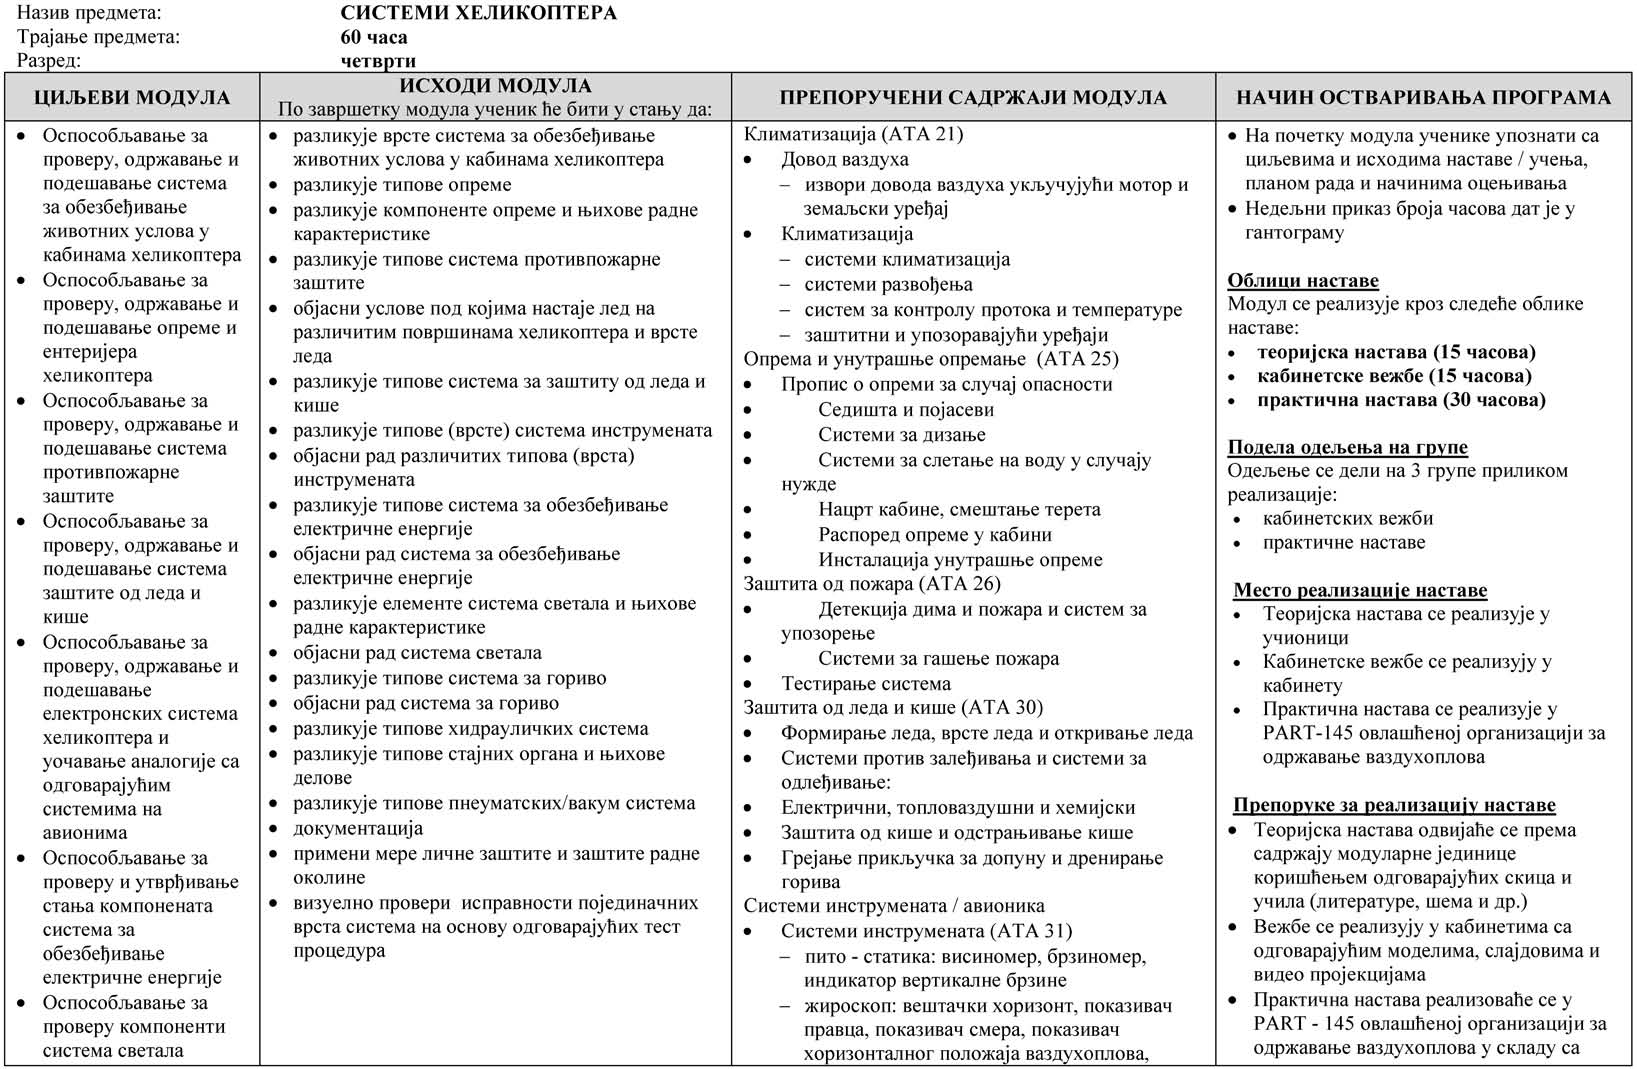 Назив предмета: СИСТЕМИ ХЕЛИКОПТЕРА
Трајање предмета: 60 часа
Разред: четврти
ЦИЉЕВИ МОДУЛА
• Оспособљавање за
проверу, одржавање и
подешавање система
за обезбеђивање
животних услова у
кабинама хеликоптера
• Оспособљавање за
проверу, одржавање и
подешавање опреме и
ентеријера
хеликоптера
• Оспособљавање за
проверу, одржавање и
подешавање система
противпожарне
заштите
• Оспособљавање за
проверу, одржавање и
подешавање система
заштите од леда и
кише
• Оспособљавање за
проверу, одржавање и
подешавање
електронских система
хеликоптера и
уочавање аналогије са
одговарајућим
системима на
авионима
• Оспособљавање за
проверу и утврђивање
стања компонената
система за
обезбеђивање
електричне енергије
• Оспособљавање за
проверу компоненти
система светала
ИСХОДИ МОДУЛА
По завршетку модула ученик ће бити у стању да:
• разликује врсте система за обезбеђивање
животних услова у кабинама хеликоптера
• разликује типове опреме
• разликује компоненте опреме и њихове радне
карактеристике
• разликује типове система противпожарне
заштите
• објасни услове под којима настаје лед на
различитим површинама хеликоптера и врсте
леда
• разликује типове система за заштиту од леда и
кише
• разликује типове (врсте) система инструмената
• објасни рад различитих типова (врста)
инструмената
• разликује типове система за обезбеђивање
електричне енергије
• објасни рад система за обезбеђивање
електричне енергије
• разликује елементе система светала и њихове
радне карактеристике
• објасни рад система светала
• разликује типове система за гориво
• објасни рад система за гориво
• разликује типове хидрауличких система
• разликује типове стајних органа и њихове
делове
• разликује типове пнеуматских/вакум система
• документација
• примени мере личне заштите и заштите радне
околине
• визуелно провери исправности појединачних
врста система на основу одговарајућих тест
процедура
ПРЕПОРУЧЕНИ САДРЖАЈИ МОДУЛА
Климатизација (АТА 21)
• Довод ваздуха
– извори довода ваздуха укључујући мотор и
земаљски уређај
• Климатизација
– системи климатизација
– системи развођења
– систем за контролу протока и температуре
– заштитни и упозоравајући уређаји
Опрема и унутрашње опремање (АТА 25)
• Пропис о опреми за случај опасности
• Седишта и појасеви
• Системи за дизање
• Системи за слетање на воду у случају
нужде
• Нацрт кабине, смештање терета
• Распоред опреме у кабини
• Инсталација унутрашње опреме
Заштита од пожара (АТА 26)
• Детекција дима и пожара и систем за
упозорење
• Системи за гашење пожара
• Тестирање система
Заштита од леда и кише (АТА 30)
• Формирање леда, врсте леда и откривање леда
• Системи против залеђивања и системи за
одлеђивање:
• Електрични, топловаздушни и хемијски
• Заштита од кише и одстрањивање кише
• Грејање прикључка за допуну и дренирање
горива
Системи инструмената / авионика
• Системи инструмената (АТА 31)
– пито - статика: висиномер, брзиномер,
индикатор вертикалне брзине
– жироскоп: вештачки хоризонт, показивач
правца, показивач смера, показивач
хоризонталног положаја ваздухоплова,
НАЧИН ОСТВАРИВАЊА ПРОГРАМА
• На почетку модула ученике упознати са
циљевима и исходима наставе / учења,
планом рада и начинима оцењивања
• Недељни приказ броја часова дат је у
гантограму
Облици наставе
Модул се реализује кроз следеће облике
наставе:
• теоријска настава (15 часова)
• кабинетске вежбе (15 часова)
• практична настава (30 часова)
Подела одељења на групе
Одељење се дели на 3 групе приликом
реализације:
• кабинетских вежби
• практичне наставе
Место реализације наставе
• Теоријска настава се реализује у
учионици
• Кабинетске вежбе се реализују у
кабинету
• Практична настава се реализује у
PART-145 овлашћеној организацији за
одржавање ваздухоплова
Препоруке за реализацију наставе
• Теоријска настава одвијаће се према
садржају модуларне јединице
коришћењем одговарајућих скица и
учила (литературе, шема и др.)
• Вежбе се реализују у кабинетима са
одговарајућим моделима, слајдовима и
видео пројекцијама
• Практична настава реализоваће се у
PART - 145 овлашћеној организацији за
одржавање ваздухоплова у складу са